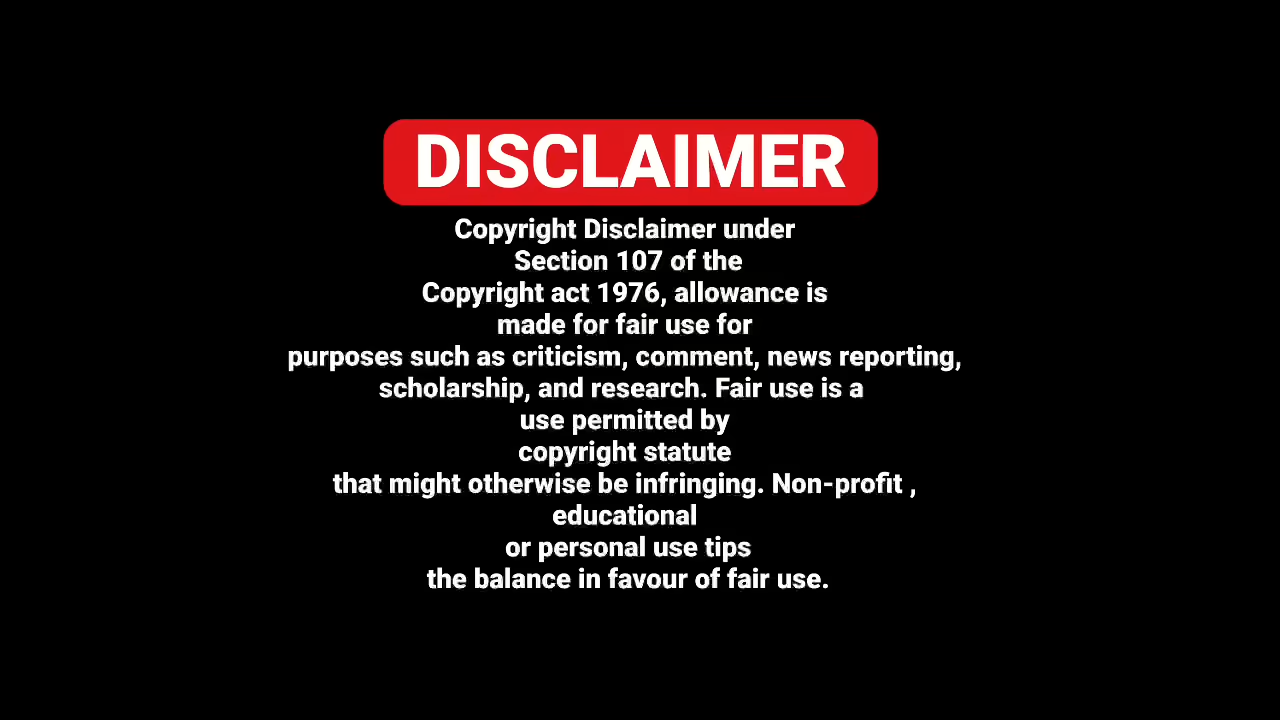 DISCLAIMER
Copyright Disclaimer under
Section 107 of the
Copyright act 1976, allowance is
made for fair use for
purposes such as criticism, comment, news reporting,
scholarship, and research. Fair use is a
use permitted by
copyright statute
that might otherwise be infringing. Non-profit ,
educational
or personal use tips
the balance in favour of fair use.